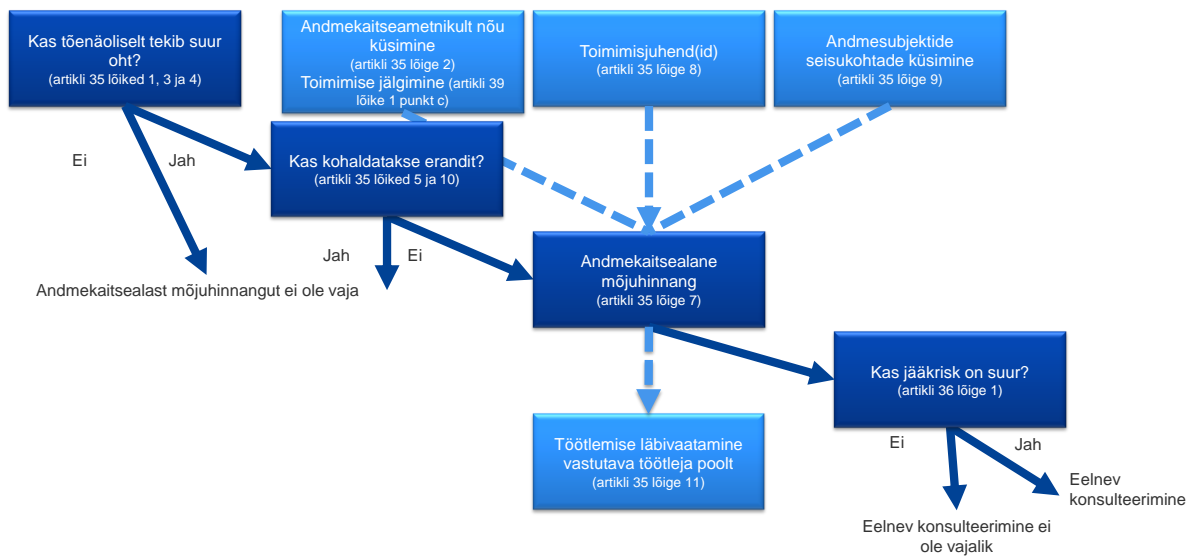 Kas tõenäoliselt tekib suur
oht?
(artikli 35 lõiked 1, 3 ja 4)
Andmekaitseametnikult nõu
küsimine
(artikli 35 lõige 2)
Toimimise jälgimine (artikli 39
lõike 1 punkt c)
Toimimisjuhend(id)
(artikli 35 lõige 8)
Andmesubjektide
seisukohtade küsimine
(artikli 35 lõige 9)
Ei
Jah
Kas kohaldatakse erandit?
(artikli 35 lõiked 5 ja 10)
Jah
Ei
Andmekaitsealast mõjuhinnangut ei ole vaja
Andmekaitsealane
mõjuhinnang
(artikli 35 lõige 7)
Kas jääkrisk on suur?
(artikli 36 lõige 1)
Töötlemise läbivaatamine
vastutava töötleja poolt
(artikli 35 lõige 11)
Ei
Jah
Eelnev
konsulteerimine
Eelnev konsulteerimine ei
ole vajalik